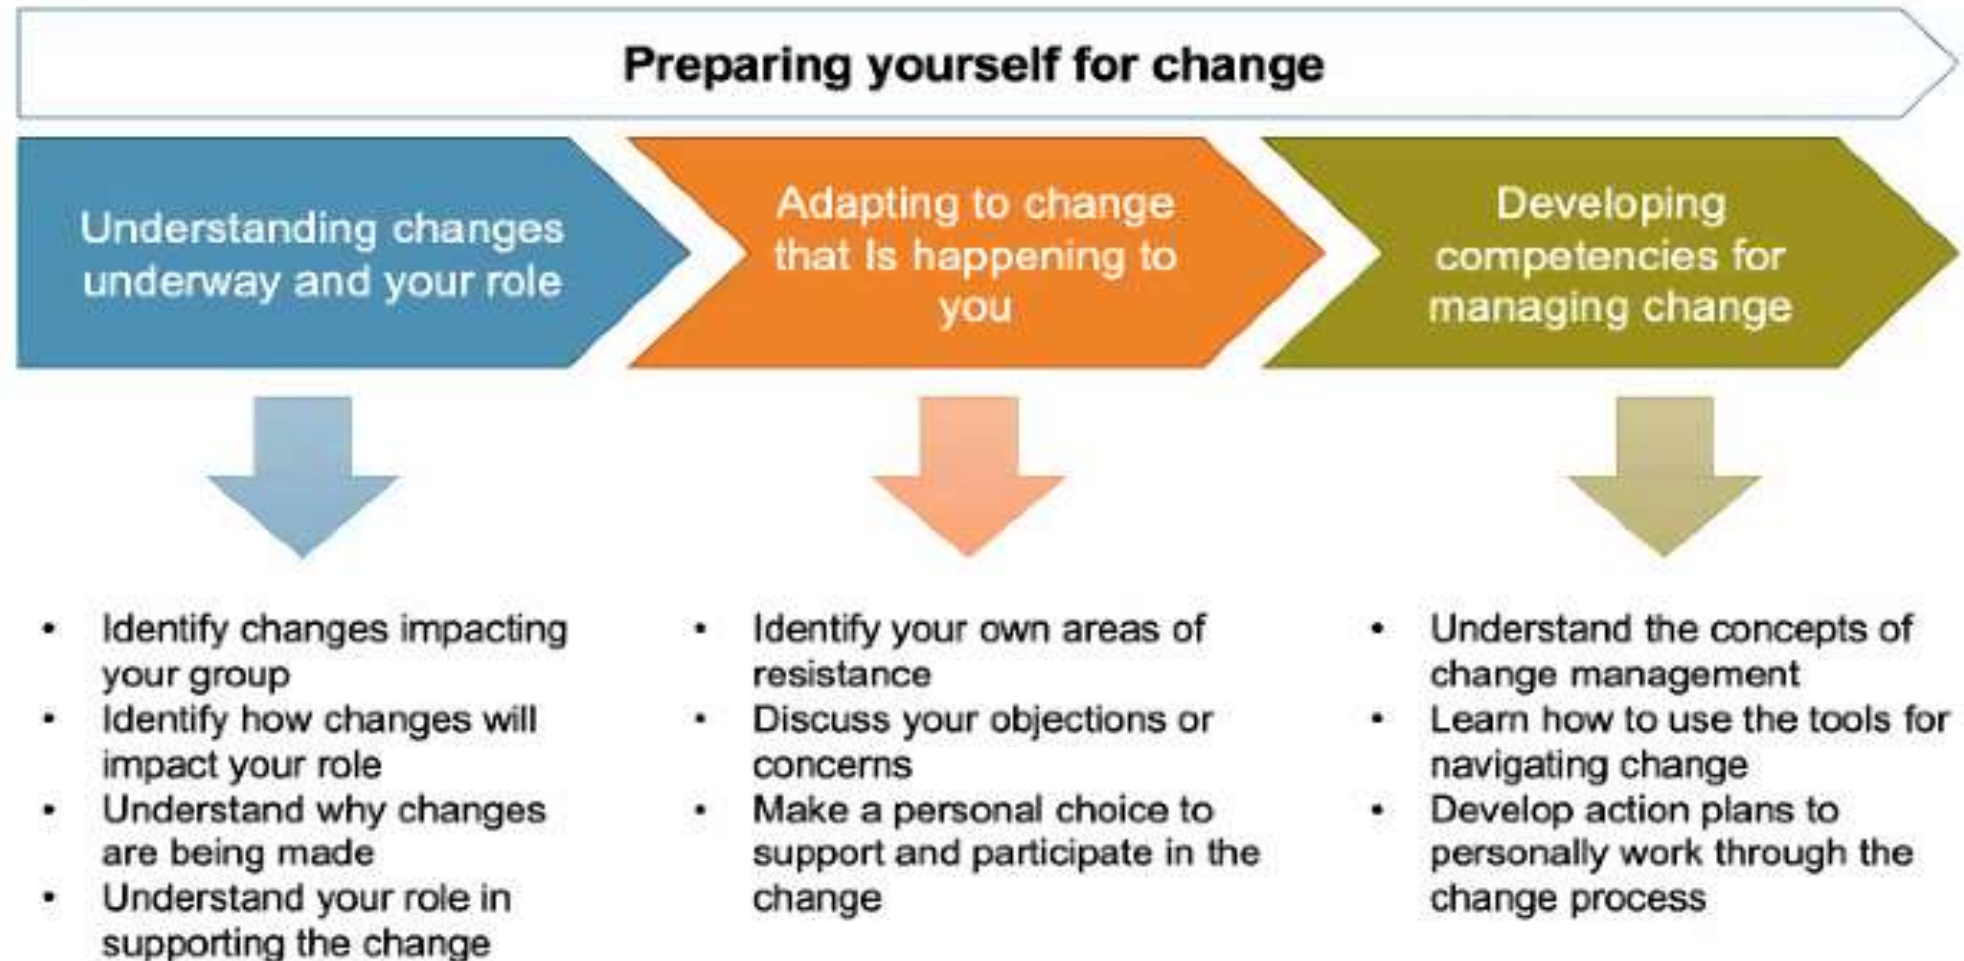 Preparing yourself for change
Understanding changes
underway and your role
Adapting to change
that Is happening to
you
Developing
competencies for
managing change
• Identify changes impacting
your group
• Identify how changes will
impact your role
• Understand why changes
are being made
• Understand your role in
supporting the change
• Identify your own areas of
resistance
• Discuss your objections or
concerns
• Make a personal choice to
support and participate in the
change
• Understand the concepts of
change management
• Learn how to use the tools for
navigating change
• Develop action plans to
personally work through the
change process